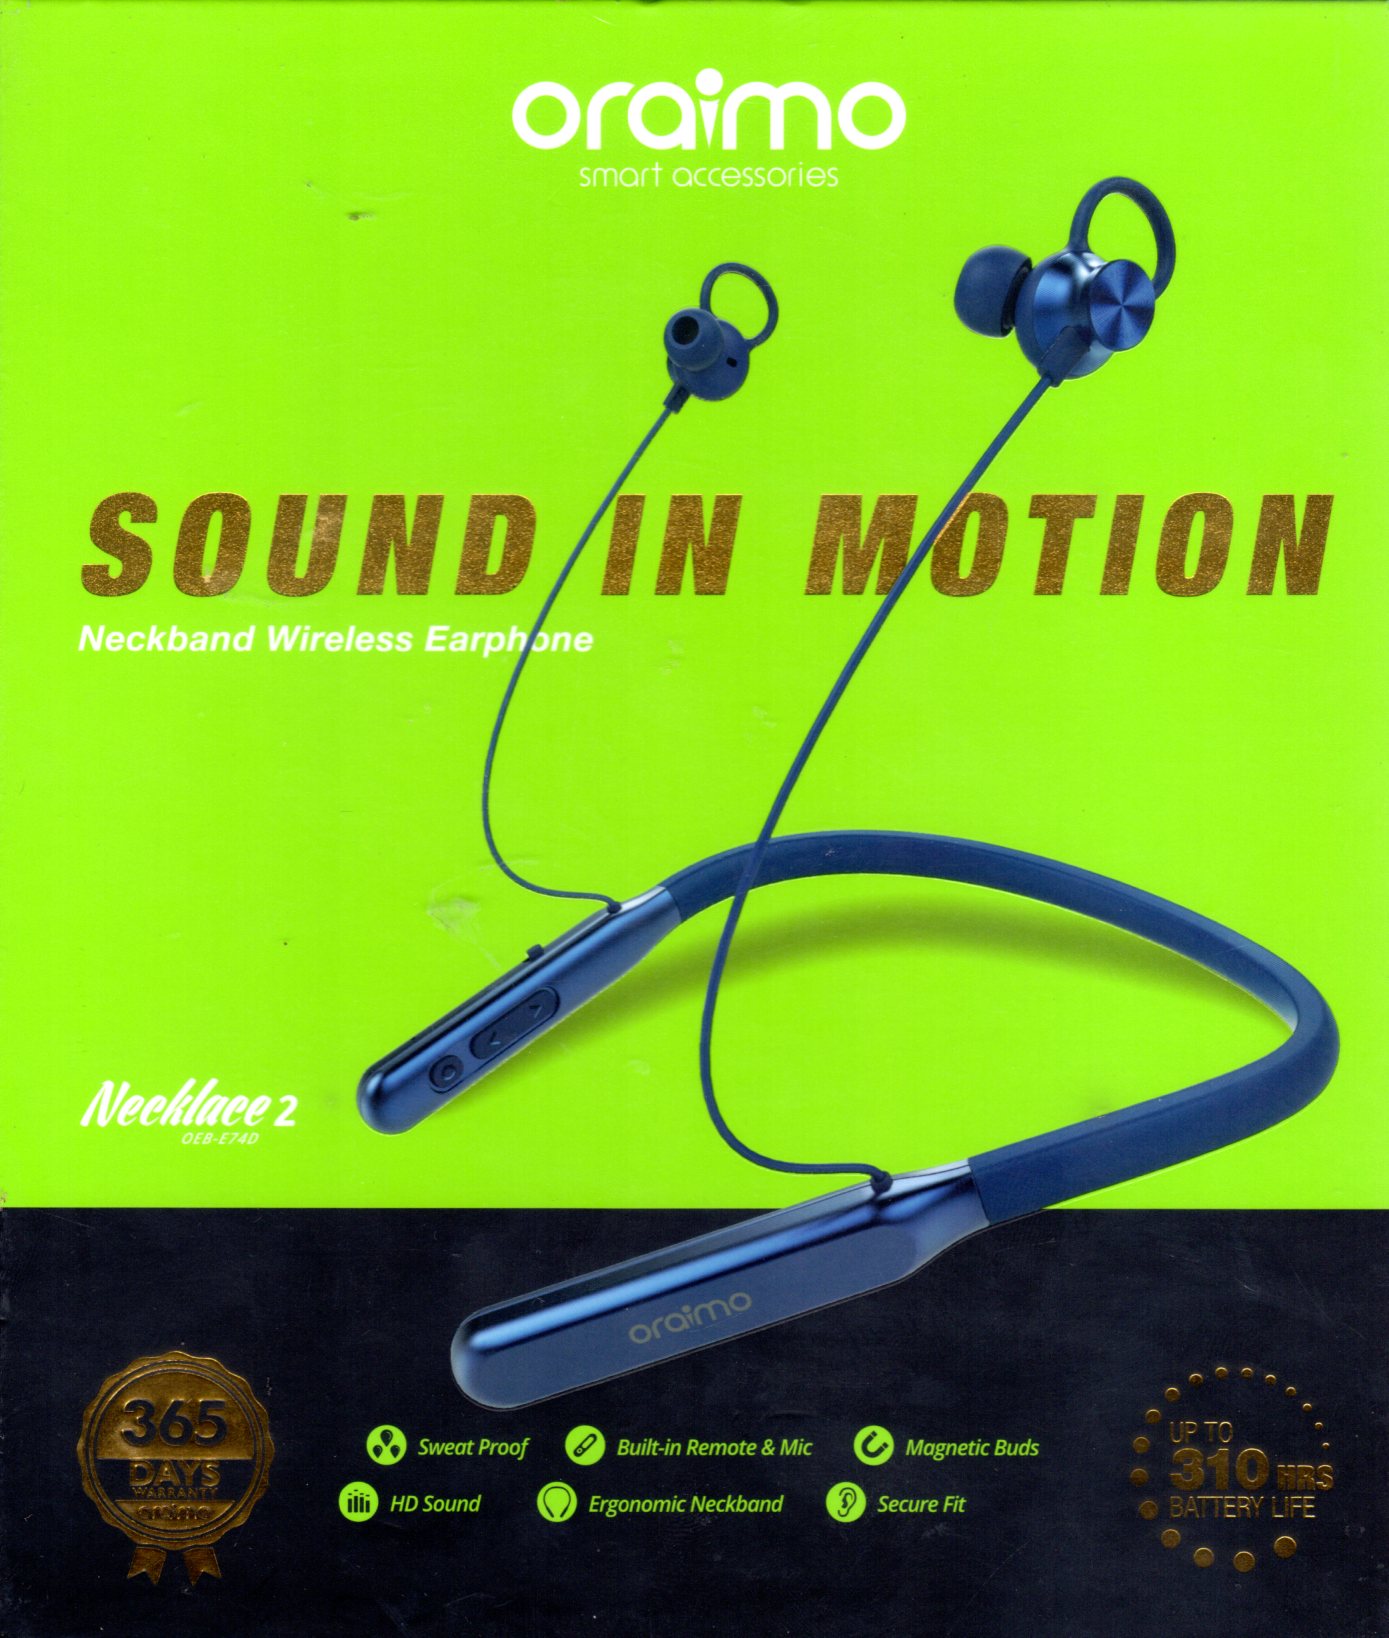 oraimo
smart accessories
SOUND IN MOTION
Neckband Wireless Earphone
Necklace 2
OEB-E74D
oraimo
365
DAYS
WARRANTY
oraimo
Sweat Proof
Built-in Remote & Mic
Magnetic Buds
HD Sound
Ergonomic Neckband
Secure Fit
UP TO
310 HRS
BATTERY LIFE